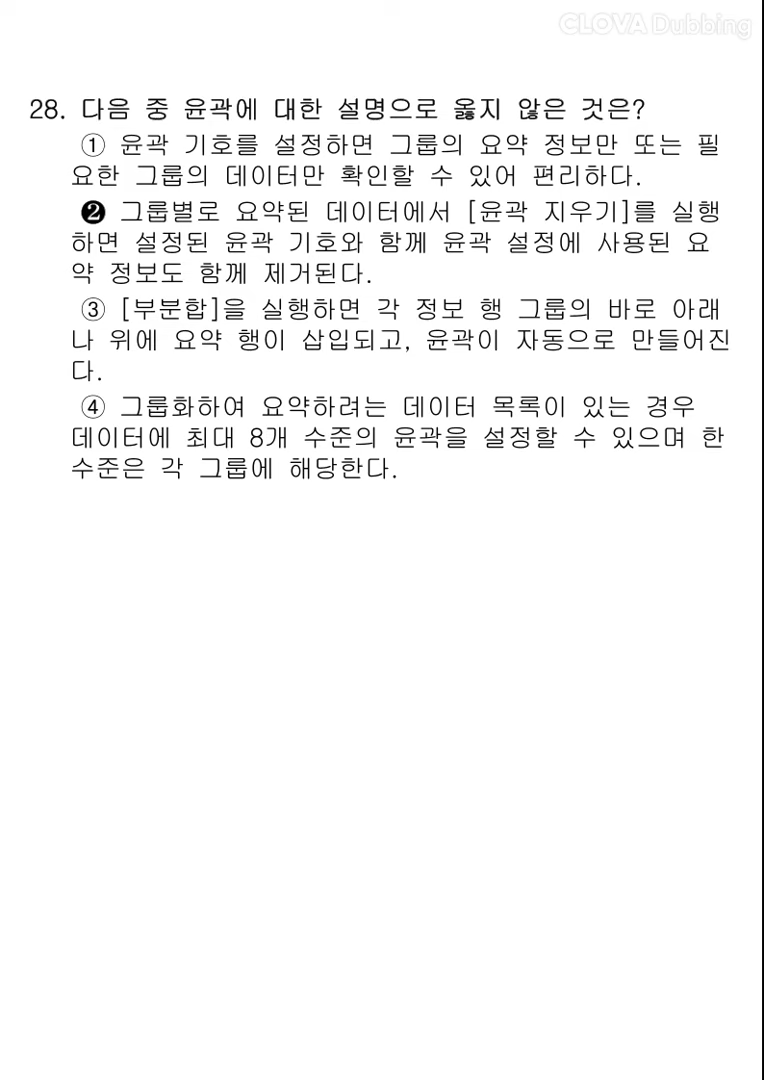 CLOVA Dubbing
28. 다음 중 윤곽에 대한 설명으로 옳지 않은 것은?
① 윤곽 기호를 설정하면 그룹의 요약 정보만 또는 필
요한 그룹의 데이터만 확인할 수 있어 편리하다.
❷ 그룹별로 요약된 데이터에서 [윤곽 지우기]를 실행
하면 설정된 윤곽 기호와 함께 윤곽 설정에 사용된 요
약 정보도 함께 제거된다.
③ [부분합]을 실행하면 각 정보 행 그룹의 바로 아래
나 위에 요약 행이 삽입되고, 윤곽이 자동으로 만들어진
다.
④ 그룹화하여 요약하려는 데이터 목록이 있는 경우
데이터에 최대 8개 수준의 윤곽을 설정할 수 있으며 한
수준은 각 그룹에 해당한다.